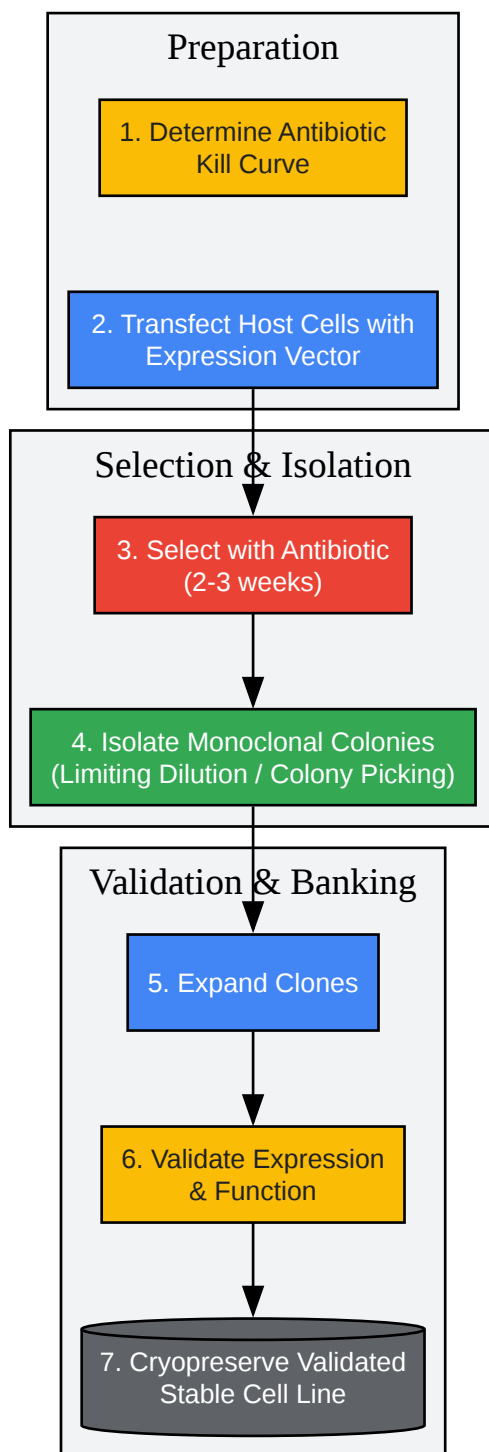 Preparation
1. Determine Antibiotic
Kill Curve
2. Transfect Host Cells with
Expression Vector
Selection & Isolation
3. Select with Antibiotic
(2-3 weeks)
4. Isolate Monoclonal Colonies
(Limiting Dilution / Colony Picking)
Validation & Banking
5. Expand Clones
6. Validate Expression
& Function
7. Cryopreserve Validated
Stable Cell Line